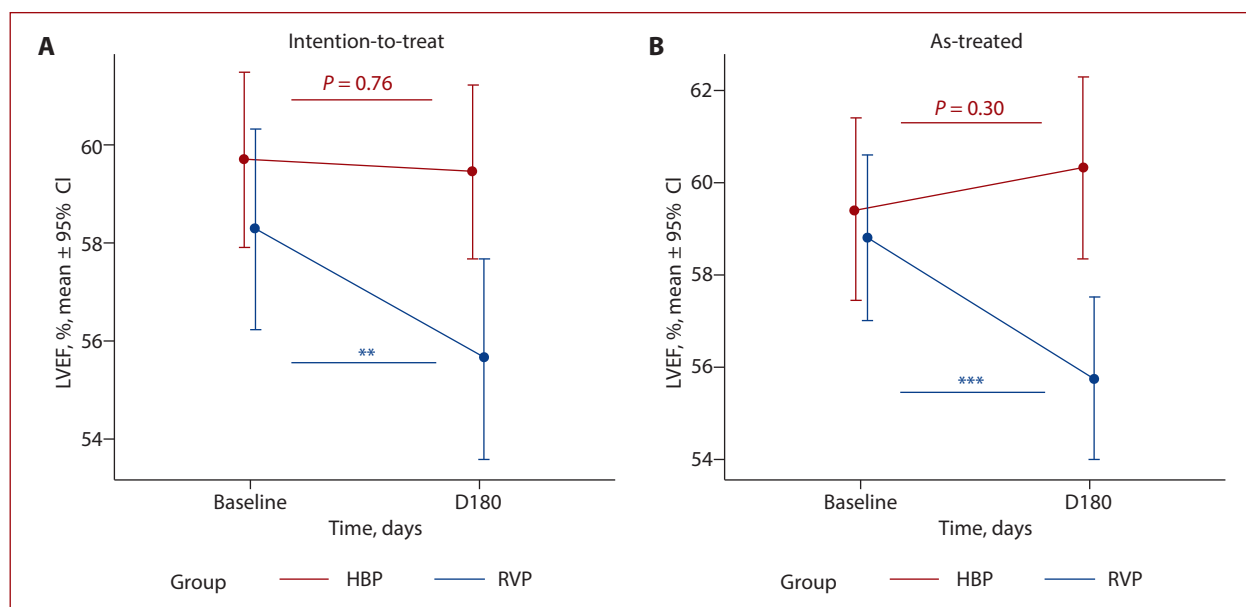 A
Intention-to-treat
P = 0.76
60
58
56
54
**
LVEF, %, mean ± 95% CI
Baseline
D180
Time, days
Group
HBP
RVP
B
As-treated
62
P = 0.30
60
58
56
54
***
LVEF, %, mean ± 95% CI
Baseline
D180
Time, days
Group
HBP
RVP